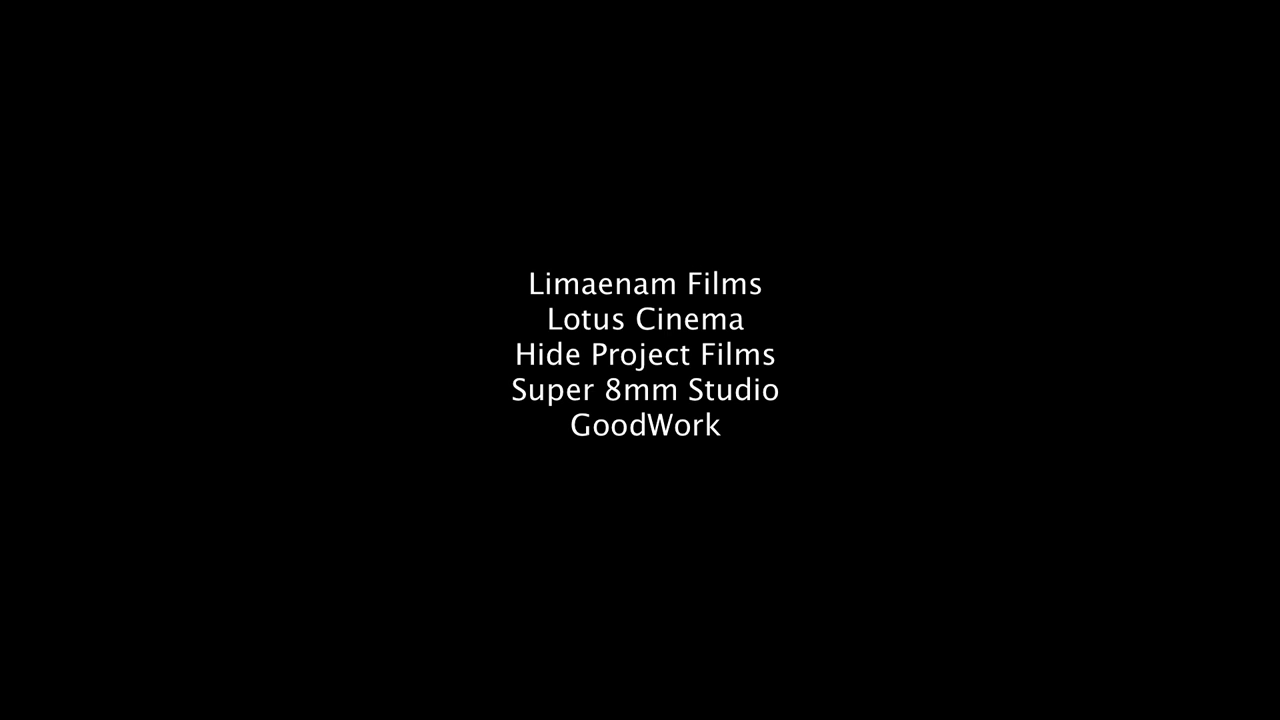 Limaenam Films
Lotus Cinema
Hide Project Films
Super 8mm Studio
GoodWork